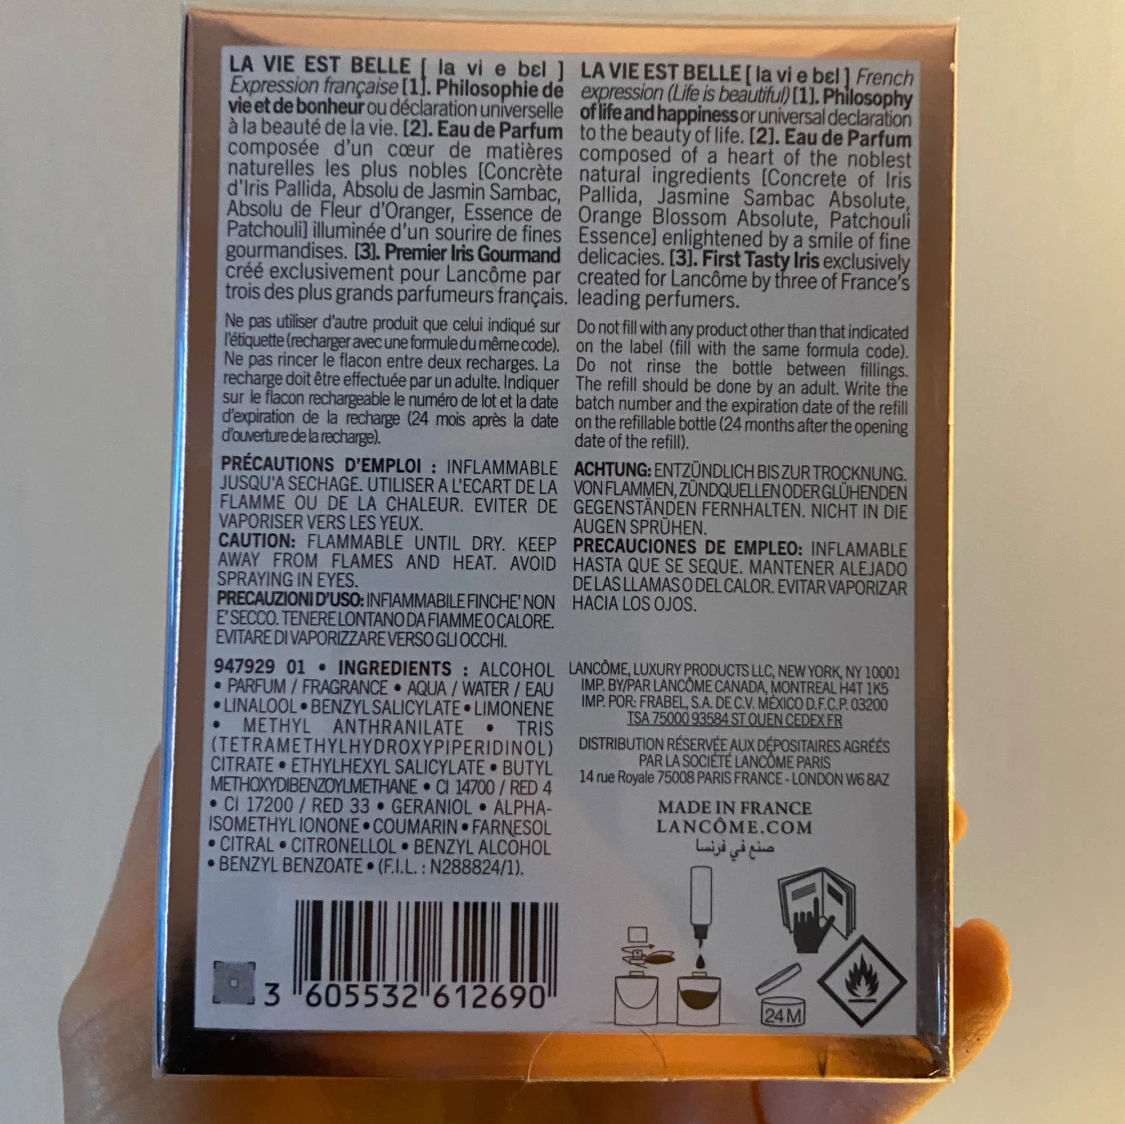 LA VIE EST BELLE [ la vi e bεl ]
Expression française [1]. Philosophie de
vie et de bonheur ou déclaration universelle
à la beauté de la vie. [2]. Eau de Parfum
composée d'un cœur de matières
naturelles les plus nobles [Concrète
d'Iris Pallida, Absolu de Jasmin Sambac,
Absolu de Fleur d'Oranger, Essence de
Patchouli] illuminée d'un sourire de fines
gourmandises. [3]. Premier Iris Gourmand
créé exclusivement pour Lancôme par
trois des plus grands parfumeurs français.
LA VIE EST BELLE [ la vi e bεl ] French
expression (Life is beautiful) [1]. Philosophy
of life and happiness or universal declaration
to the beauty of life. [2]. Eau de Parfum
composed of a heart of the noblest
natural ingredients [Concrete of Iris
Pallida, Jasmine Sambac Absolute,
Orange Blossom Absolute, Patchouli
Essence] enlightened by a smile of fine
delicacies. [3]. First Tasty Iris exclusively
created for Lancôme by three of France's
leading perfumers.
Ne pas utiliser d'autre produit que celui indiqué sur
l'étiquette (recharger avec une formule du même code).
Ne pas rincer le flacon entre deux recharges. La
recharge doit être effectuée par un adulte. Indiquer
sur le flacon rechargeable le numéro de lot et la date
d'expiration de la recharge (24 mois après la date
d'ouverture de la recharge).
Do not fill with any product other than that indicated
on the label (fill with the same formula code).
Do not rinse the bottle between fillings.
The refill should be done by an adult. Write the
batch number and the expiration date of the refill
on the refillable bottle (24 months after the opening
date of the refill).
PRÉCAUTIONS D'EMPLOI : INFLAMMABLE
JUSQU'A SECHAGE. UTILISER A L'ECART DE LA
FLAMME OU DE LA CHALEUR. EVITER DE
VAPORISER VERS LES YEUX.
CAUTION: FLAMMABLE UNTIL DRY. KEEP
AWAY FROM FLAMES AND HEAT. AVOID
SPRAYING IN EYES.
PRECAUZIONI D'USO: INFIAMMABILE FINCHE' NON
E' SECCO. TENERE LONTANO DA FIAMME O CALORE.
EVITARE DI VAPORIZZARE VERSO GLI OCCHI.
ACHTUNG: ENTZÜNDLICH BIS ZUR TROCKNUNG.
VON FLAMMEN, ZÜNDQUELLEN ODER GLÜHENDEN
GEGENSTÄNDEN FERNHALTEN. NICHT IN DIE
AUGEN SPRÜHEN.
PRECAUCIONES DE EMPLEO: INFLAMABLE
HASTA QUE SE SEQUE. MANTENER ALEJADO
DE LAS LLAMAS O DEL CALOR. EVITAR VAPORIZAR
HACIA LOS OJOS.
947929 01 • INGREDIENTS : ALCOHOL
• PARFUM / FRAGRANCE • AQUA / WATER / EAU
• LINALOOL • BENZYL SALICYLATE • LIMONENE
• METHYL ANTHRANILATE • TRIS
(TETRAMETHYLHYDROXYPIPERIDINOL)
CITRATE • ETHYLHEXYL SALICYLATE • BUTYL
METHOXYDIBENZOYLMETHANE • CI 14700 / RED 4
• CI 17200 / RED 33 • GERANIOL • ALPHA-
ISOMETHYL IONONE • COUMARIN • FARNESOL
• CITRAL • CITRONELLOL • BENZYL ALCOHOL
• BENZYL BENZOATE • (F.I.L. : N288824/1).
LANCÔME, LUXURY PRODUCTS LLC, NEW YORK, NY 10001
IMP. BY/PAR LANCÔME CANADA, MONTREAL H4T 1K5
IMP. POR: FRABEL, S.A. DE C.V. MÉXICO D.F.C.P. 03200
TSA 75000 93584 ST OUEN CEDEX FR
DISTRIBUTION RÉSERVÉE AUX DÉPOSITAIRES AGRÉÉS
PAR LA SOCIÉTÉ LANCÔME PARIS
14 rue Royale 75008 PARIS FRANCE - LONDON W6 8AZ
MADE IN FRANCE
LANCÔME.COM
صنع في فرنسا
3 605532 612690
24M